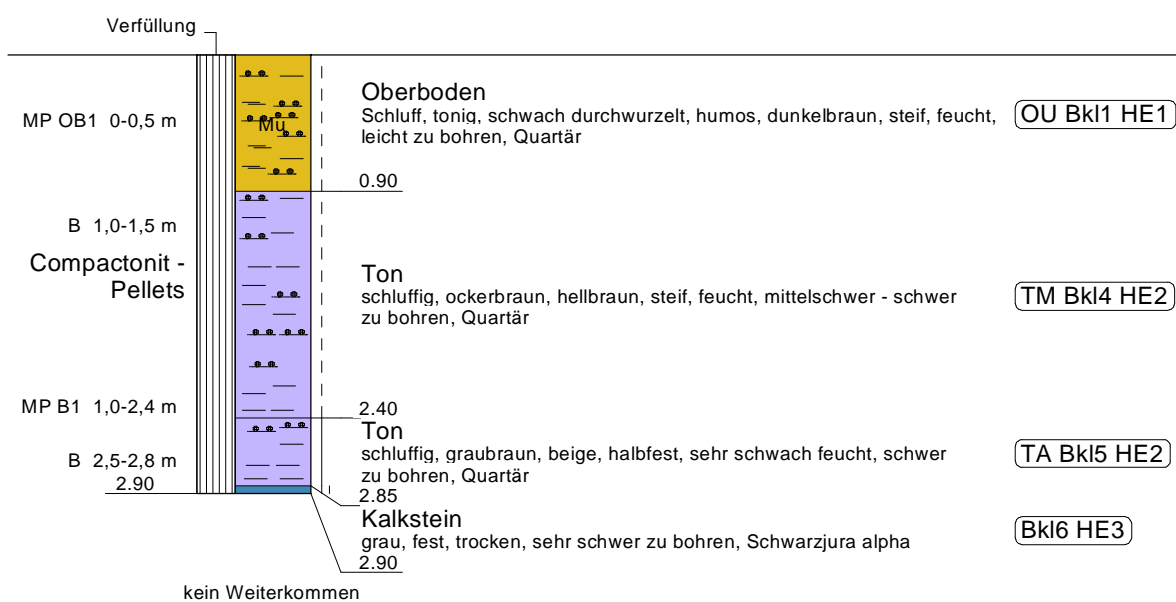 Verfüllung
MP OB1 0-0,5 m
Mu
Oberboden
Schluff, tonig, schwach durchwurzelt, humos, dunkelbraun, steif, feucht,
leicht zu bohren, Quartär
OU Bkl1 HE1
0.90
B 1,0-1,5 m
Compactonit -
Pellets
Ton
schluffig, ockerbraun, hellbraun, steif, feucht, mittelschwer - schwer
zu bohren, Quartär
TM Bkl4 HE2
MP B1 1,0-2,4 m
2.40
Ton
schluffig, graubraun, beige, halbfest, sehr schwach feucht, schwer
zu bohren, Quartär
TA Bkl5 HE2
B 2,5-2,8 m
2.90
2.85
Kalkstein
grau, fest, trocken, sehr schwer zu bohren, Schwarzjura alpha
Bkl6 HE3
2.90
kein Weiterkommen